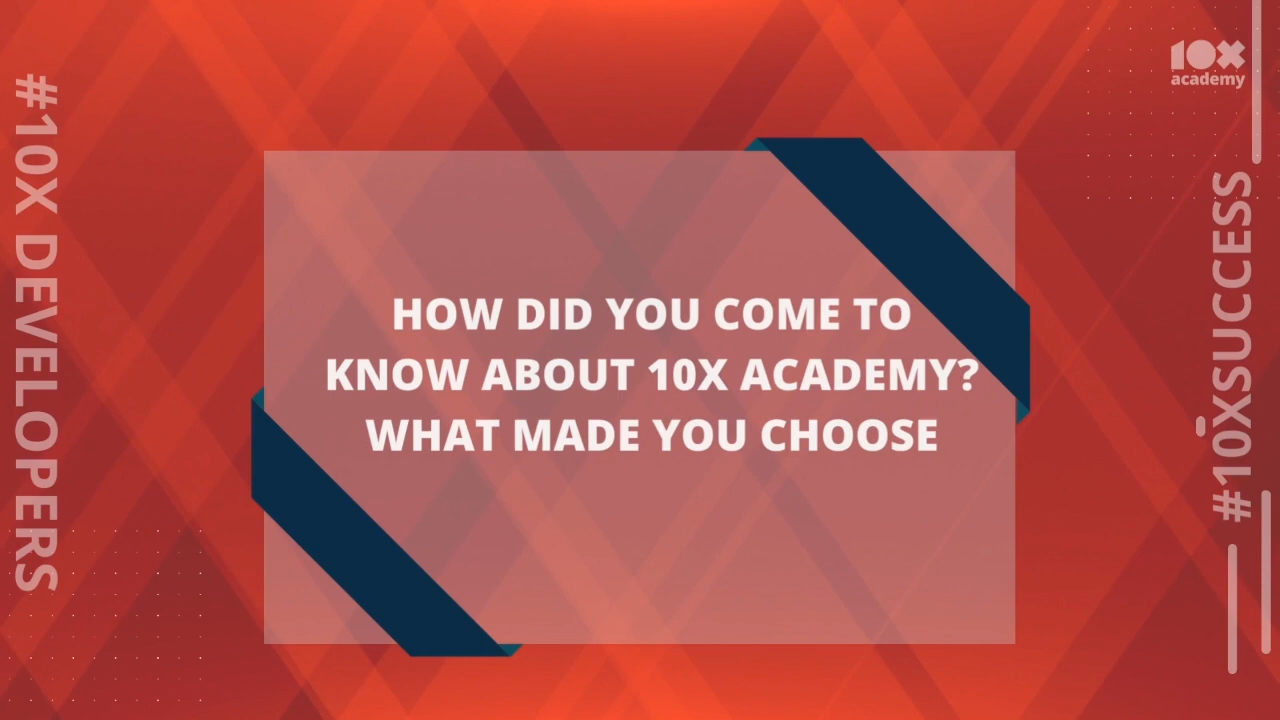 #10X DEVELOPERS
10X
academy
HOW DID YOU COME TO
KNOW ABOUT 10X ACADEMY?
WHAT MADE YOU CHOOSE
#10XSUCCESS